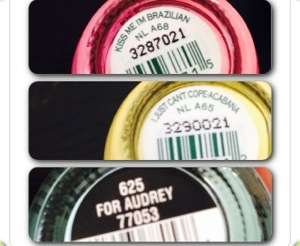 KISS ME I'M BRAZILIAN
NL A68
3287021
I JUST CAN'T COPE-ACABANA
NL A65
3290021
625
FOR AUDREY
77053